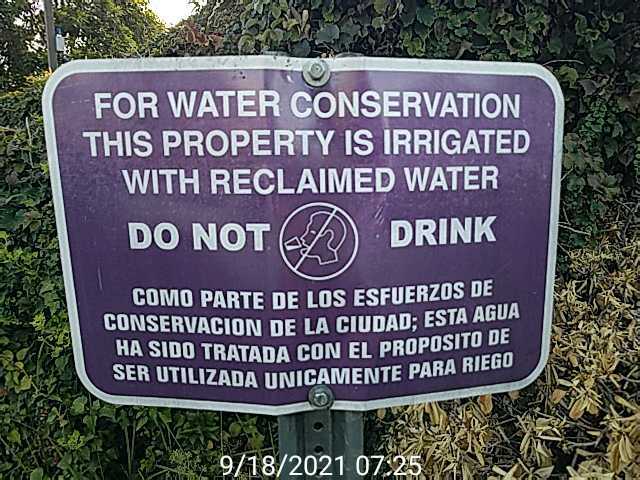 FOR WATER CONSERVATION
THIS PROPERTY IS IRRIGATED
WITH RECLAIMED WATER
DO NOT DRINK
COMO PARTE DE LOS ESFUERZOS DE
CONSERVACION DE LA CIUDAD; ESTA AGUA
HA SIDO TRATADA CON EL PROPOSITO DE
SER UTILIZADA UNICAMENTE PARA RIEGO
9/18/2021 07:25